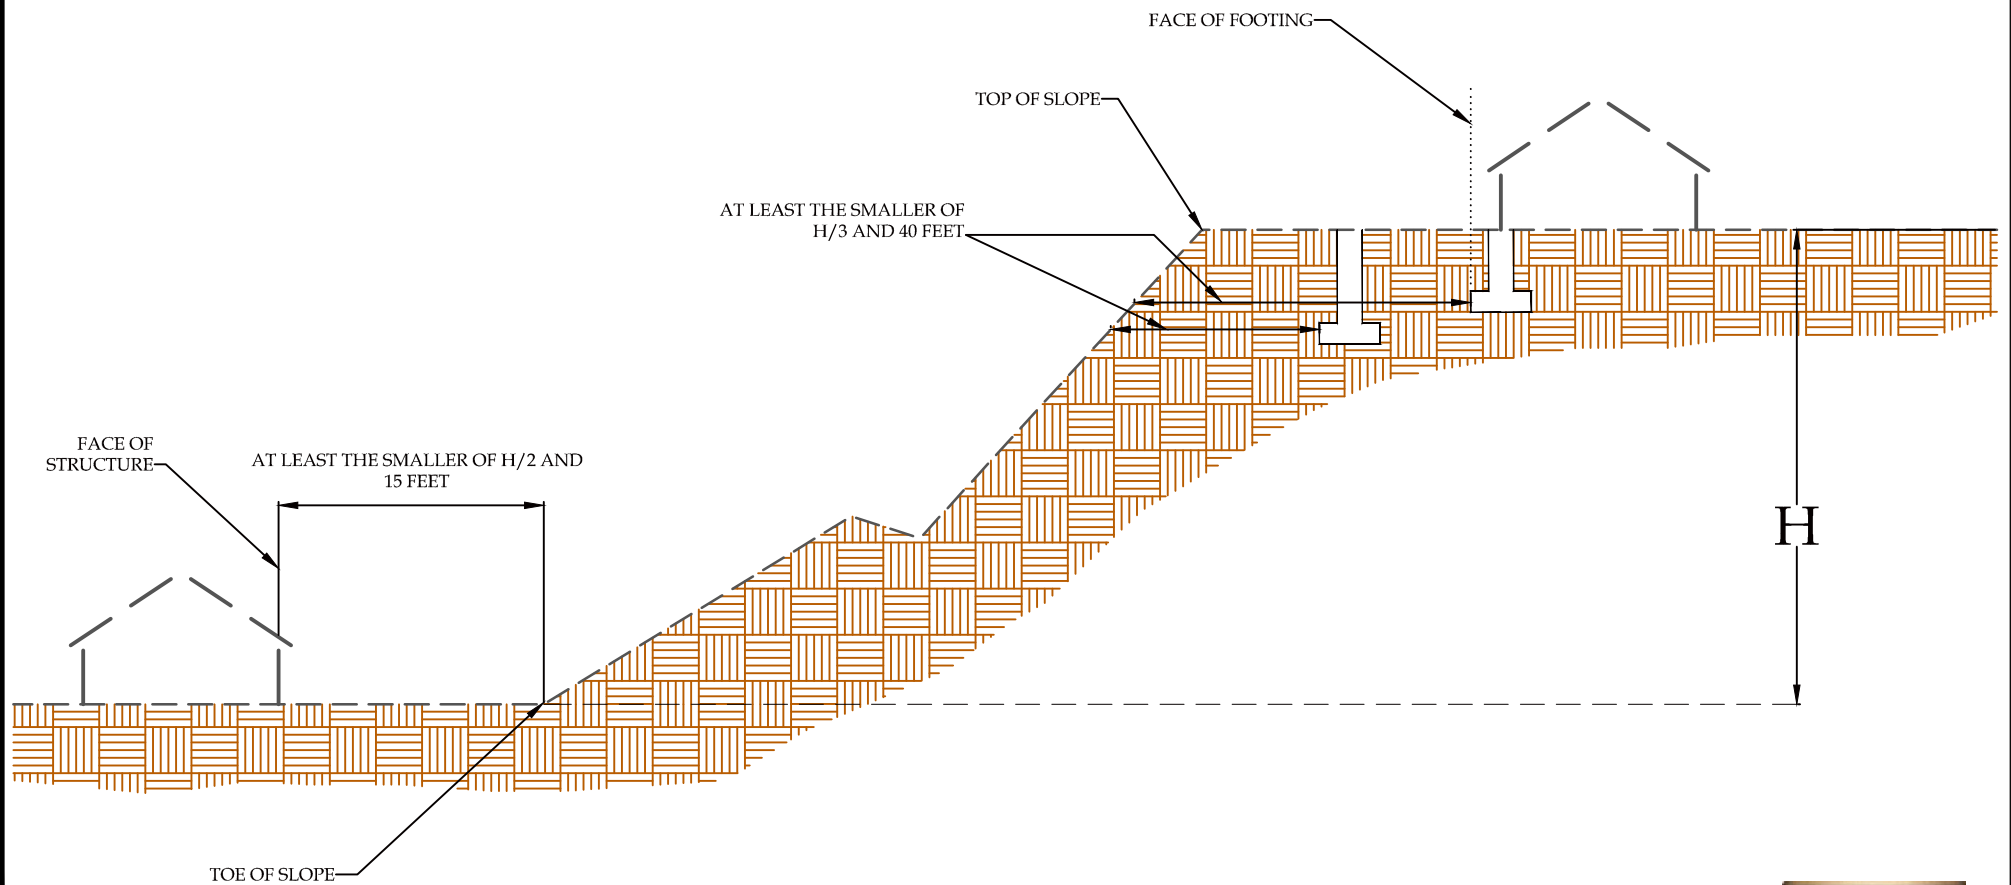 FACE OF FOOTING
TOP OF SLOPE
AT LEAST THE SMALLER OF
H/3 AND 40 FEET
FACE OF
STRUCTURE
AT LEAST THE SMALLER OF H/2 AND
15 FEET
H
TOE OF SLOPE